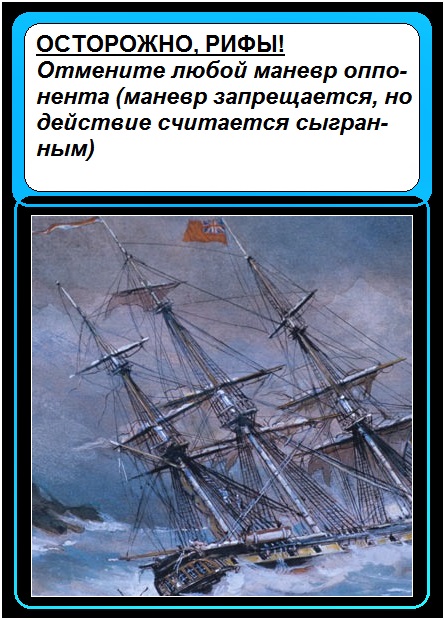 ОСТОРОЖНО, РИФЫ!
Отмените любой маневр оппо-
нента (маневр запрещается, но
действие считается сыгран-
ным)